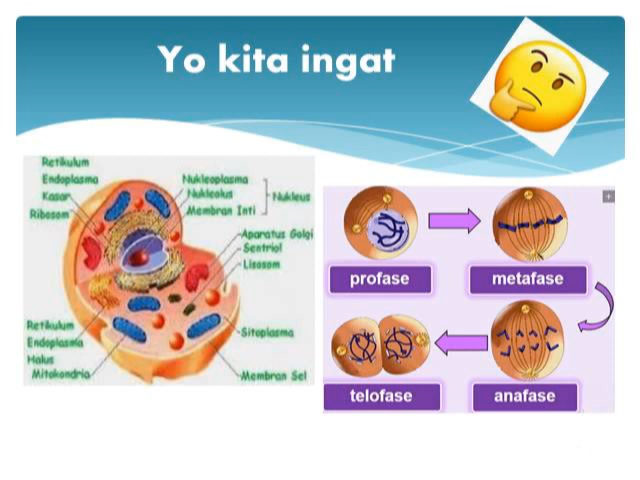 Yo kita ingat
Retikulum
Endoplasma
Kasar
Ribosom
Nukleoplasma
Nukleolus
Membran Inti
Nukleus
Aparatus Golgi
Sentriol
Lisosom
Retikulum
Endoplasma
Halus
Mitokondria
Sitoplasma
Membran Sel
profase
metafase
telofase
anafase